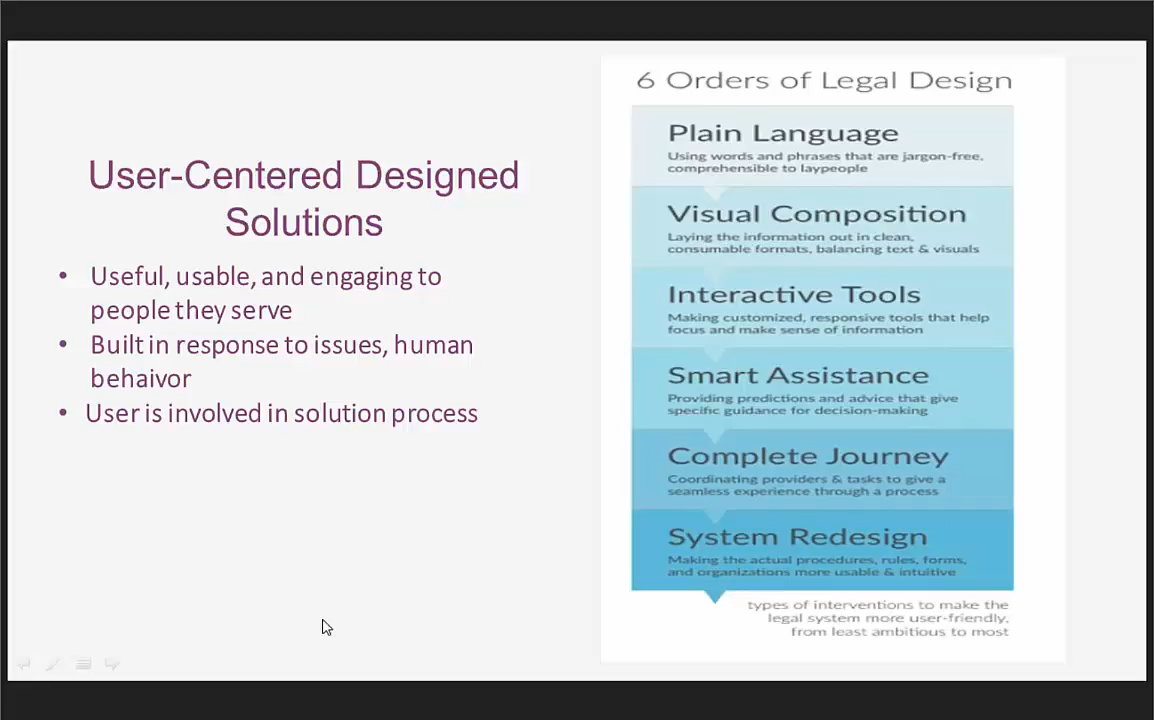 User-Centered Designed
Solutions
• Useful, usable, and engaging to
people they serve
• Built in response to issues, human
behaivor
• User is involved in solution process
6 Orders of Legal Design
Plain Language
Using words and phrases that are jargon-free,
comprehensible to laypeople
Visual Composition
Laying the information out in clean,
consumable formats, balancing text & visuals
Interactive Tools
Making customized, responsive tools that help
focus and make sense of information
Smart Assistance
Providing predictions and advice that give
specific guidance for decision-making
Complete Journey
Coordinating providers & tasks to give a
seamless experience through a process
System Redesign
Making the actual procedures, rules, forms,
and organizations more usable & intuitive
types of interventions to make the
legal system more user-friendly,
from least ambitious to most